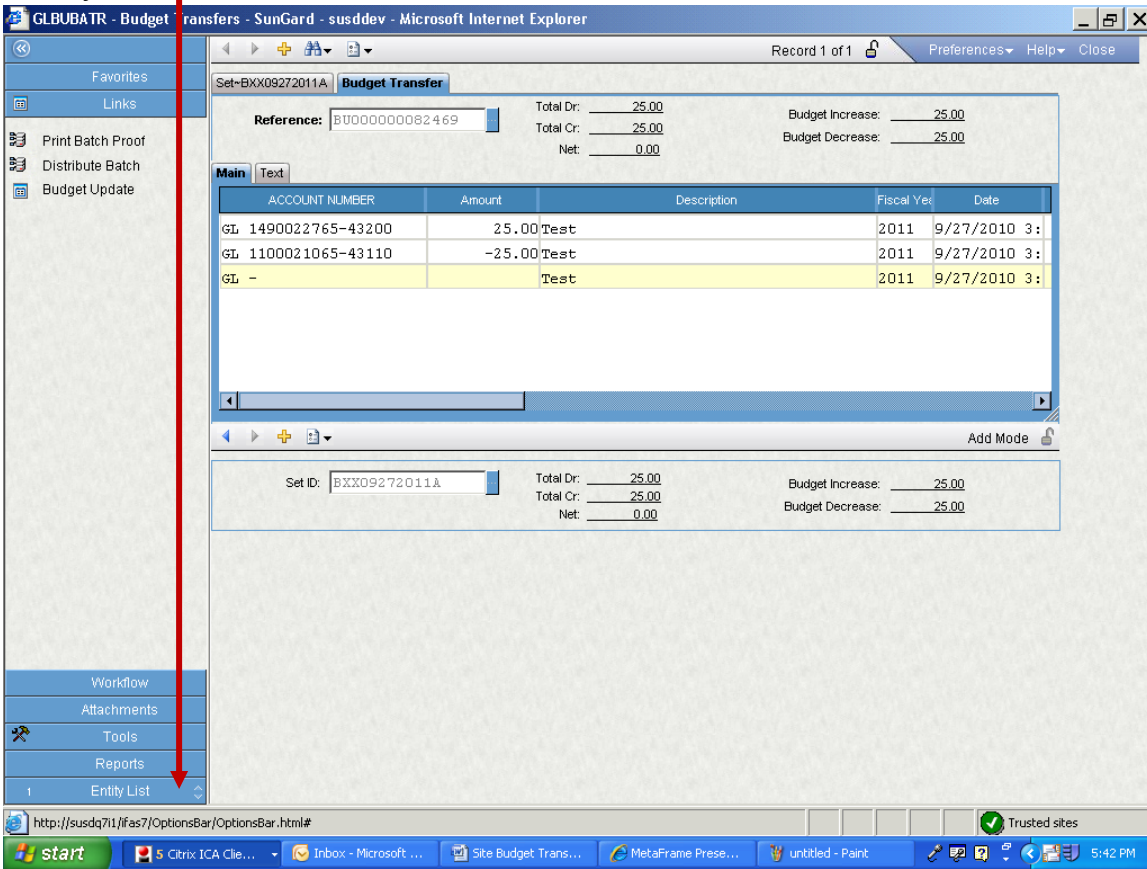 GLBUBATR - Budget Transfers - SunGard - susddev - Microsoft Internet Explorer
Record 1 of 1 Preferences Help Close
Favorites
Links
Print Batch Proof
Distribute Batch
Budget Update
Set~BXX09272011A Budget Transfer
Reference: BU000000082469 Total Dr: 25.00 Budget Increase: 25.00
Total Cr: 25.00 Budget Decrease: 25.00
Net: 0.00
Main Text
ACCOUNT NUMBER Amount Description Fiscal Yea Date
GL 1490022765-43200 25.00 Test 2011 9/27/2010 3:
GL 1100021065-43110 -25.00 Test 2011 9/27/2010 3:
GL - Test 2011 9/27/2010 3:
Add Mode
Set ID: BXX09272011A Total Dr: 25.00 Budget Increase: 25.00
Total Cr: 25.00 Budget Decrease: 25.00
Net: 0.00
Workflow
Attachments
Tools
Reports
1 Entity List
http://susdq7i1/ifas7/OptionsBar/OptionsBar.html# Trusted sites
start 5 Citrix ICA Clie... Inbox - Microsoft ... Site Budget Trans... MetaFrame Prese... untitled - Paint 5:42 PM